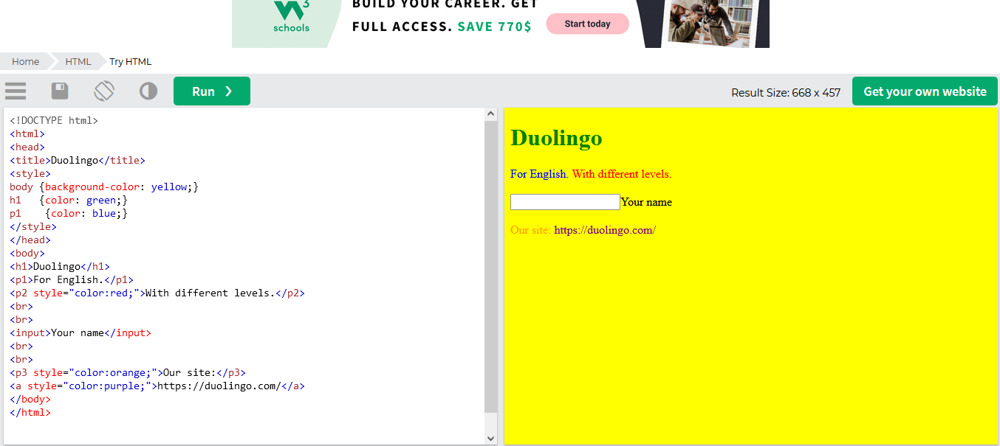 3
schools
BUILD YOUR CAREER. GET
FULL ACCESS. SAVE 770$
Start today
Home
HTML
Try HTML
Run ❯
Result Size: 668 x 457
Get your own website
<!DOCTYPE html>
<html>
<head>
<title>Duolingo</title>
<style>
body {background-color: yellow;}
h1   {color: green;}
p1    {color: blue;}
</style>
</head>
<body>
<h1>Duolingo</h1>
<p1>For English.</p1>
<p2 style="color:red;">With different levels.</p2>
<br>
<br>
<input>Your name</input>
<br>
<br>
<p3 style="color:orange;">Our site:</p3>
<a style="color:purple;">https://duolingo.com/</a>
</body>
</html>
Duolingo
For English. With different levels.
Your name
Our site: https://duolingo.com/